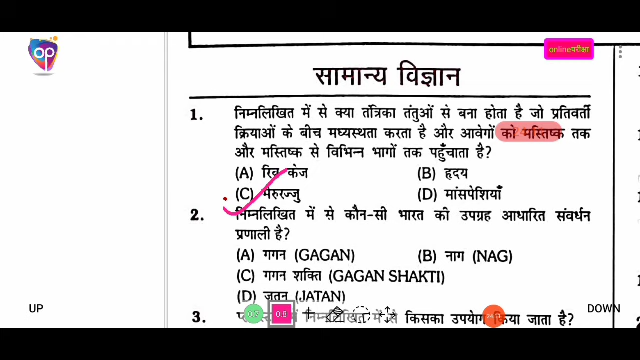 op
onlineपरीक्षा
सामान्य विज्ञान
1. निम्नलिखित में से क्या तंत्रिका तंतुओं से बना होता है जो प्रतिवर्ती
क्रियाओं के बीच मध्यस्थता करता है और आवेगों को मस्तिष्क तक
और मस्तिष्क से विभिन्न भागों तक पहुँचाता है?
(A) कंज (B) हृदय
(C) मेरुरज्जु (D) मांसपेशियाँ
2. निम्नलिखित में से कौन-सी भारत की उपग्रह आधारित संवर्धन
प्रणाली है?
(A) गगन (GAGAN) (B) नाग (NAG)
(C) गगन शक्ति (GAGAN SHAKTI)
(D) जतन (JATAN)
UP DOWN
3. निम्नलिखित में से किसका उपयोग किया जाता है?